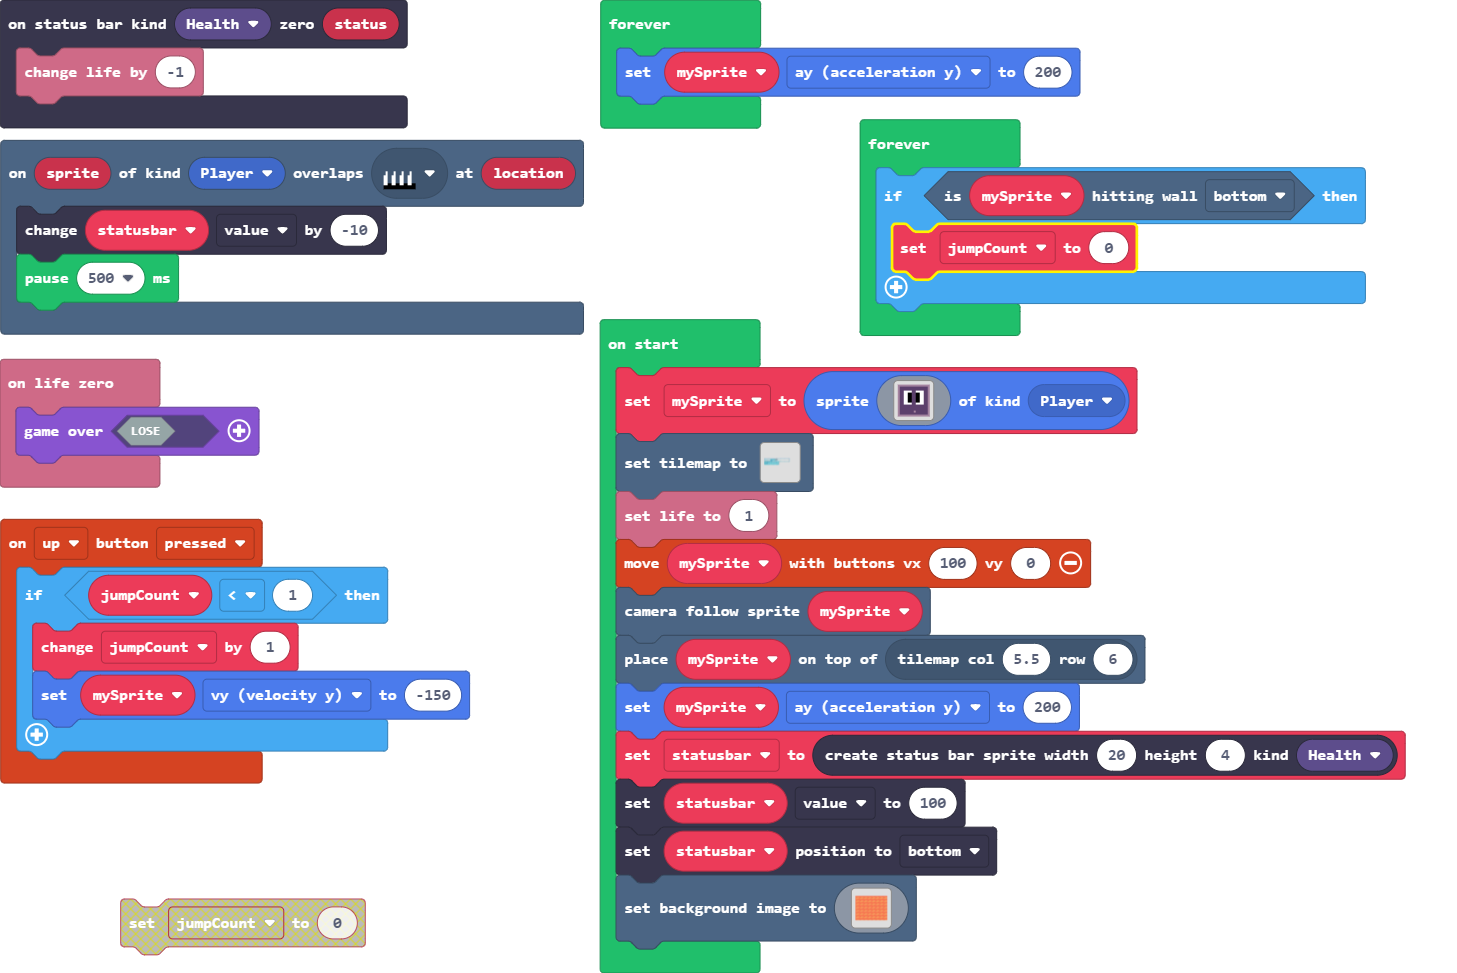 on status bar kind Health zero status
change life by -1
on sprite of kind Player overlaps at location
change statusbar value by -10
pause 500 ms
on life zero
game over LOSE
on up button pressed
if jumpCount < 1 then
change jumpCount by 1
set mySprite vy (velocity y) to -150
set jumpCount to 0
forever
set mySprite ay (acceleration y) to 200
forever
if is mySprite hitting wall bottom then
set jumpCount to 0
on start
set mySprite to sprite of kind Player
set tilemap to
set life to 1
move mySprite with buttons vx 100 vy 0
camera follow sprite mySprite
place mySprite on top of tilemap col 5.5 row 6
set mySprite ay (acceleration y) to 200
set statusbar to create status bar sprite width 20 height 4 kind Health
set statusbar value to 100
set statusbar position to bottom
set background image to